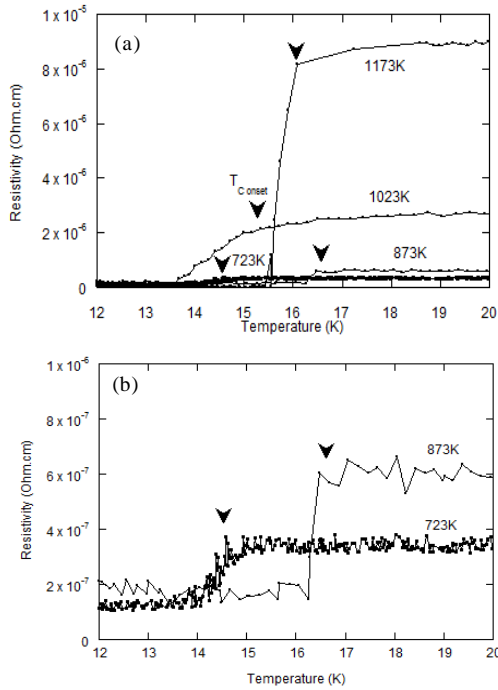 (a)
1 x 10-5
8 x 10-6
6 x 10-6
4 x 10-6
2 x 10-6
0
Resistivity (Ohm.cm)
1173K
TC onset
1023K
723K
873K
12 13 14 15 16 17 18 19 20
Temperature (K)
(b)
1 x 10-6
8 x 10-7
6 x 10-7
4 x 10-7
2 x 10-7
0
Resistivity (Ohm.cm)
873K
723K
12 13 14 15 16 17 18 19 20
Temperature (K)